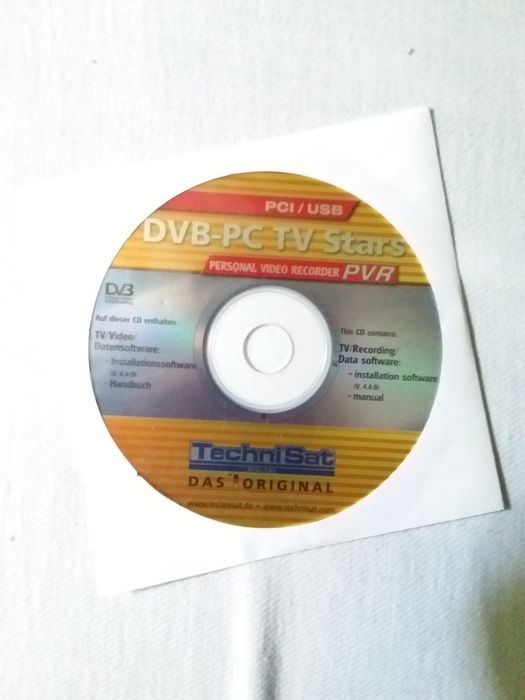 PCI / USB
DVB-PC TV Stars
PERSONAL VIDEO RECORDER PVR
DVB
Auf dieser CD enthalten:
TV/Video/
Datensoftware:
- Installationssoftware
(V. 4.4.0)
- Handbuch
This CD contains:
TV/Recording/
Data software:
- installation software
(V. 4.4.0)
- manual
TechniSat
DIGITAL
DAS ORIGINAL
www.technisat.de • www.technisat.com